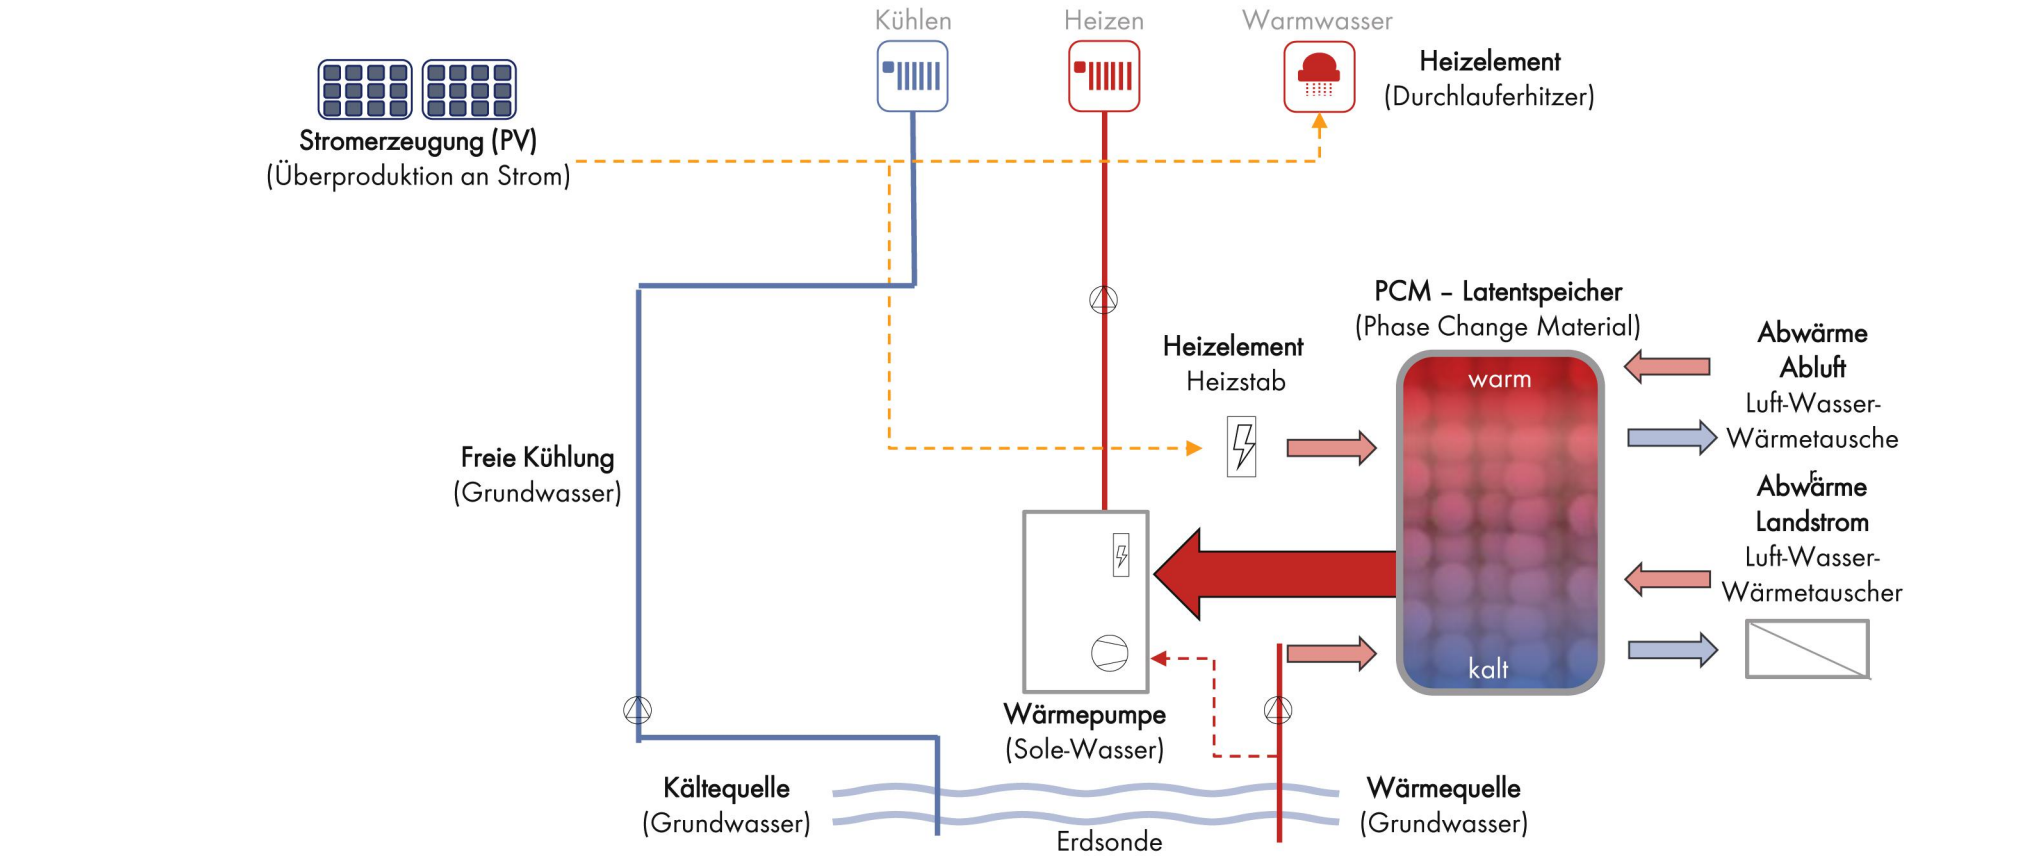 Kühlen
Heizen
Warmwasser
Heizelement
(Durchlauferhitzer)
Stromerzeugung (PV)
(Überproduktion an Strom)
PCM – Latentspeicher
(Phase Change Material)
Heizelement
Heizstab
warm
kalt
Abwärme
Abluft
Luft-Wasser-
Wärmetausche
r
Abwärme
Landstrom
Luft-Wasser-
Wärmetauscher
Freie Kühlung
(Grundwasser)
Wärmepumpe
(Sole-Wasser)
Kältequelle
(Grundwasser)
Erdsonde
Wärmequelle
(Grundwasser)